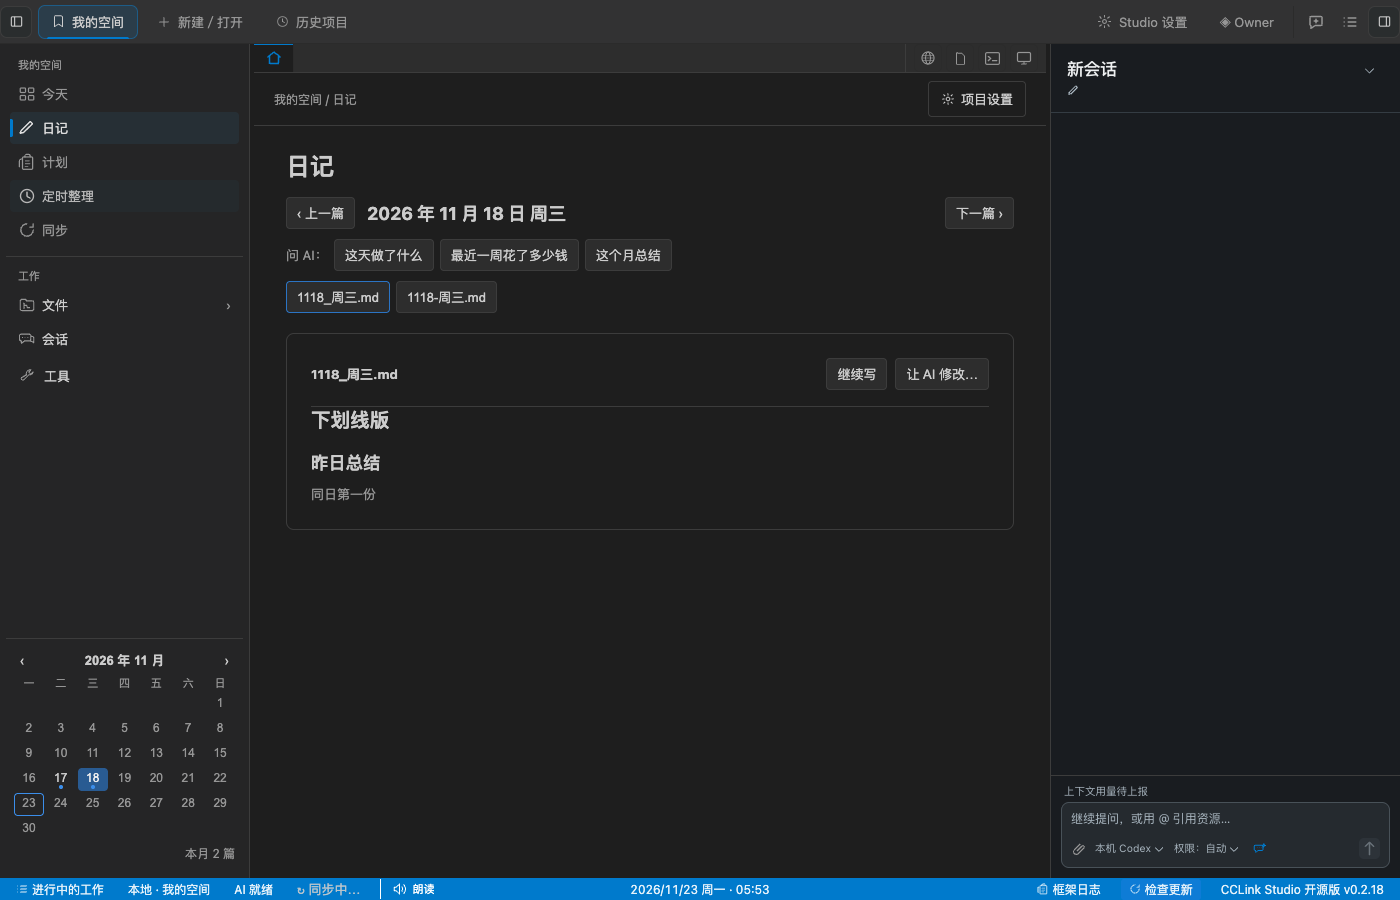 我的空间 新建 / 打开 历史项目 Studio 设置 Owner
我的空间
今天
日记
计划
定时整理
同步
工作
文件
会话
工具
‹ 2026 年 11 月 ›
一 二 三 四 五 六 日
1
2 3 4 5 6 7 8
9 10 11 12 13 14 15
16 17 18 19 20 21 22
23 24 25 26 27 28 29
30
本月 2 篇
我的空间 / 日记 项目设置
日记
‹ 上一篇 2026 年 11 月 18 日 周三 下一篇 ›
问 AI: 这天做了什么 最近一周花了多少钱 这个月总结
1118_周三.md 1118-周三.md
1118_周三.md 继续写 让 AI 修改...
下划线版
昨日总结
同日第一份
新会话
上下文用量待上报
继续提问，或用 @ 引用资源...
本机 Codex 权限：自动
进行中的工作 本地 · 我的空间 AI 就绪 同步中... 朗读 2026/11/23 周一 · 05:53 框架日志 检查更新 CCLink Studio 开源版 v0.2.18